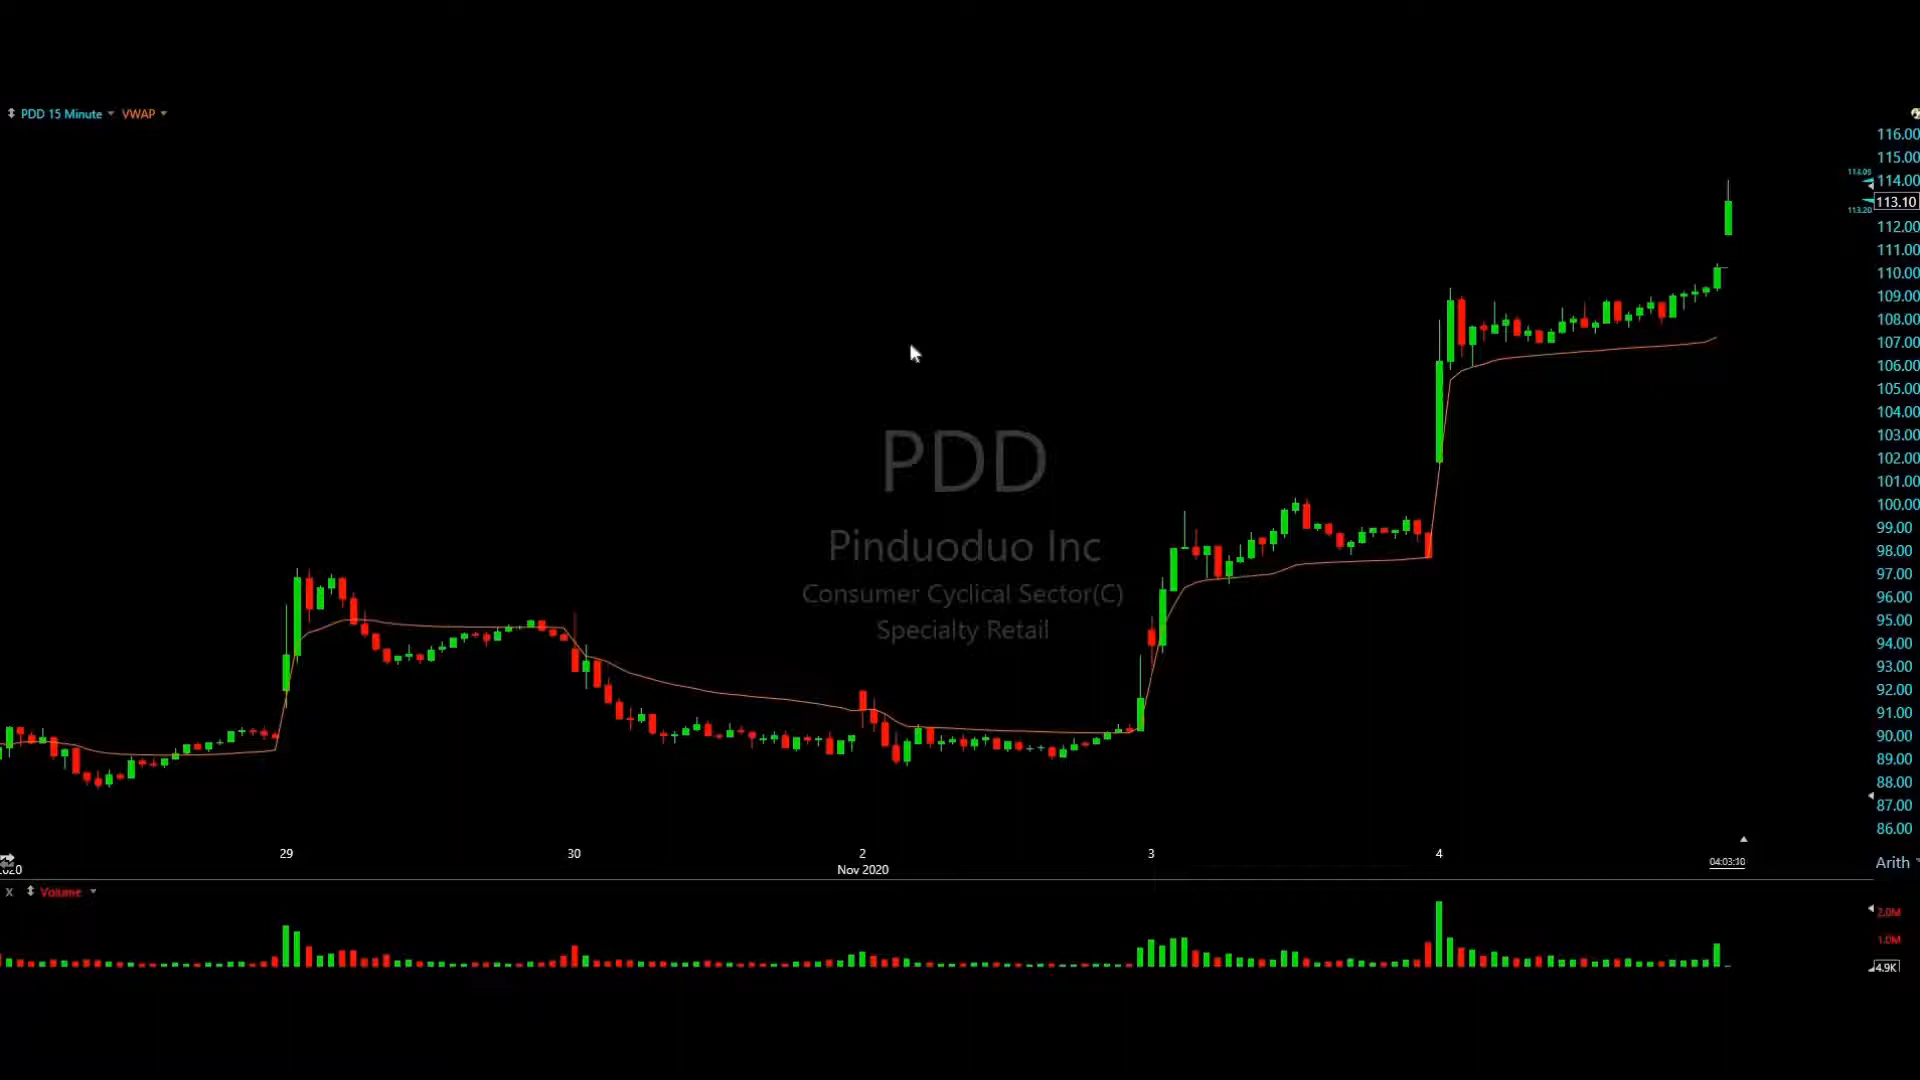 PDD 15 Minute VWAP
116.00
115.00
114.00
113.10
113.20
112.00
111.00
110.00
109.00
108.00
107.00
106.00
105.00
104.00
103.00
102.00
101.00
100.00
99.00
98.00
97.00
96.00
95.00
94.00
93.00
92.00
91.00
90.00
89.00
88.00
87.00
86.00
PDD
Pinduoduo Inc
Consumer Cyclical Sector(C)
Specialty Retail
29 30 2 3 4
Nov 2020
04:03:10
Arith
X Volume
2.0M
1.0M
4.9K